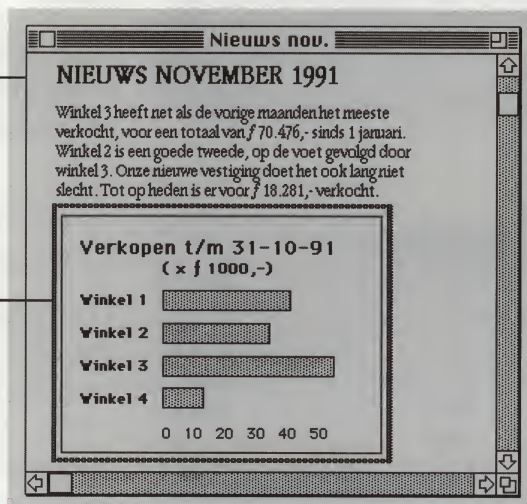 Nieuws nov.
NIEUWS NOVEMBER 1991
Winkel 3 heeft net als de vorige maanden het meeste
verkocht, voor een totaal van ƒ 70.476,- sinds 1 januari.
Winkel 2 is een goede tweede, op de voet gevolgd door
winkel 3. Onze nieuwe vestiging doet het ook lang niet
slecht. Tot op heden is er voor ƒ 18.281,- verkocht.
Verkopen t/m 31-10-91
( x ƒ 1000,-)
Winkel 1
Winkel 2
Winkel 3
Winkel 4
0 10 20 30 40 50